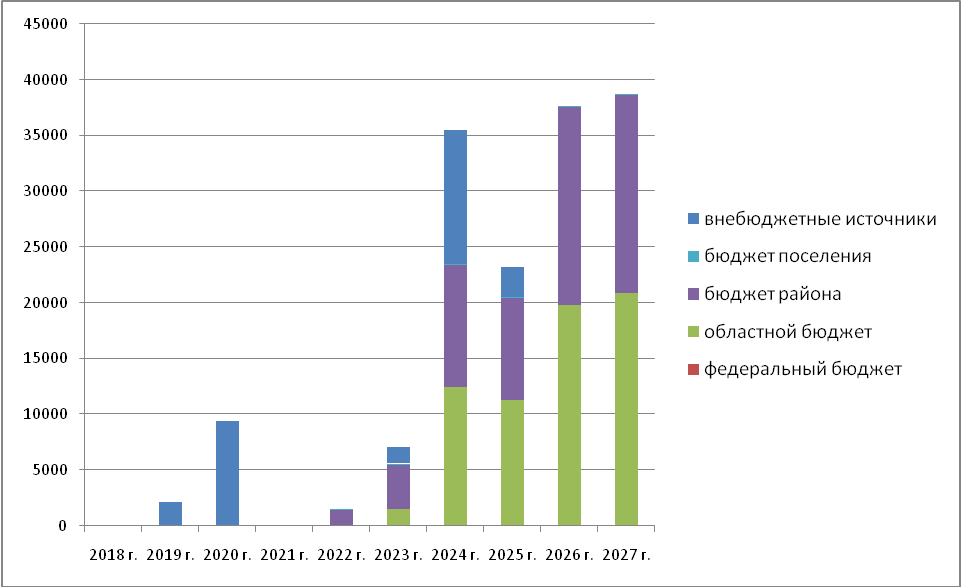 45000
40000
35000
30000
25000
20000
15000
10000
5000
0
2018 г. 2019 г. 2020 г. 2021 г. 2022 г. 2023 г. 2024 г. 2025 г. 2026 г. 2027 г.
внебюджетные источники
бюджет поселения
бюджет района
областной бюджет
федеральный бюджет